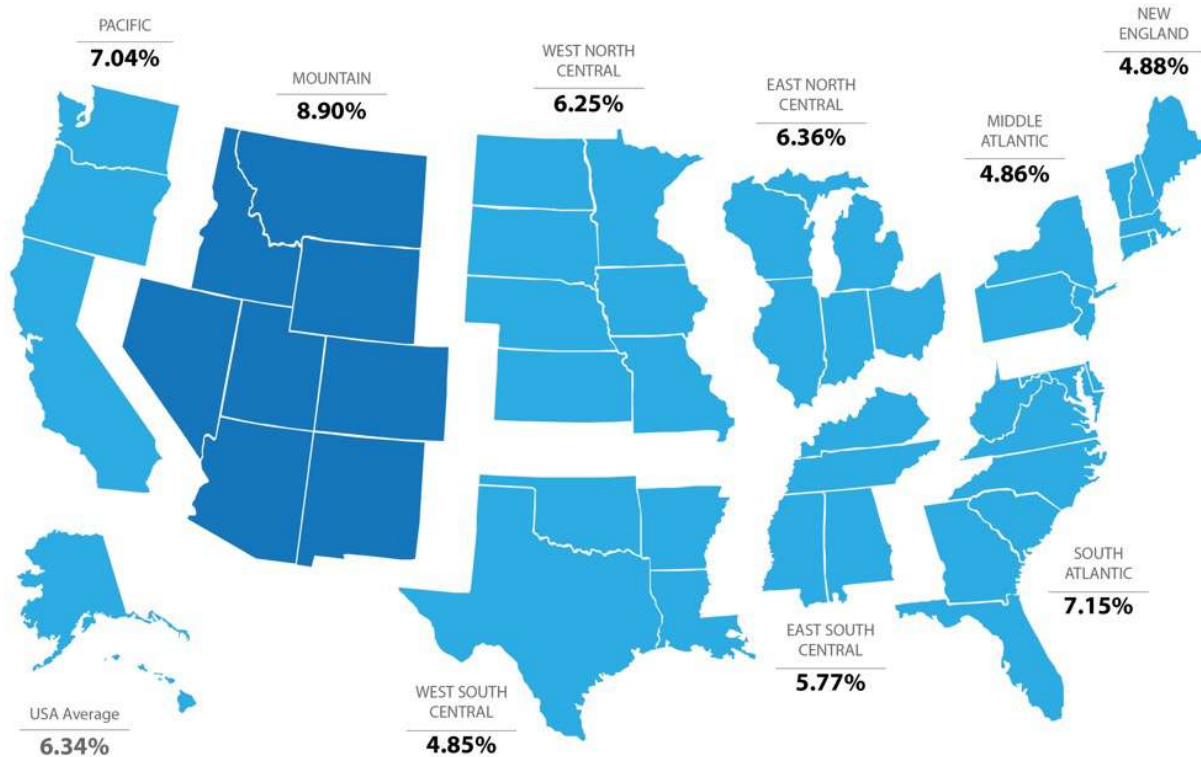 PACIFIC
7.04%
MOUNTAIN
8.90%
WEST NORTH
CENTRAL
6.25%
EAST NORTH
CENTRAL
6.36%
MIDDLE
ATLANTIC
4.86%
NEW
ENGLAND
4.88%
SOUTH
ATLANTIC
7.15%
EAST SOUTH
CENTRAL
5.77%
WEST SOUTH
CENTRAL
4.85%
USA Average
6.34%